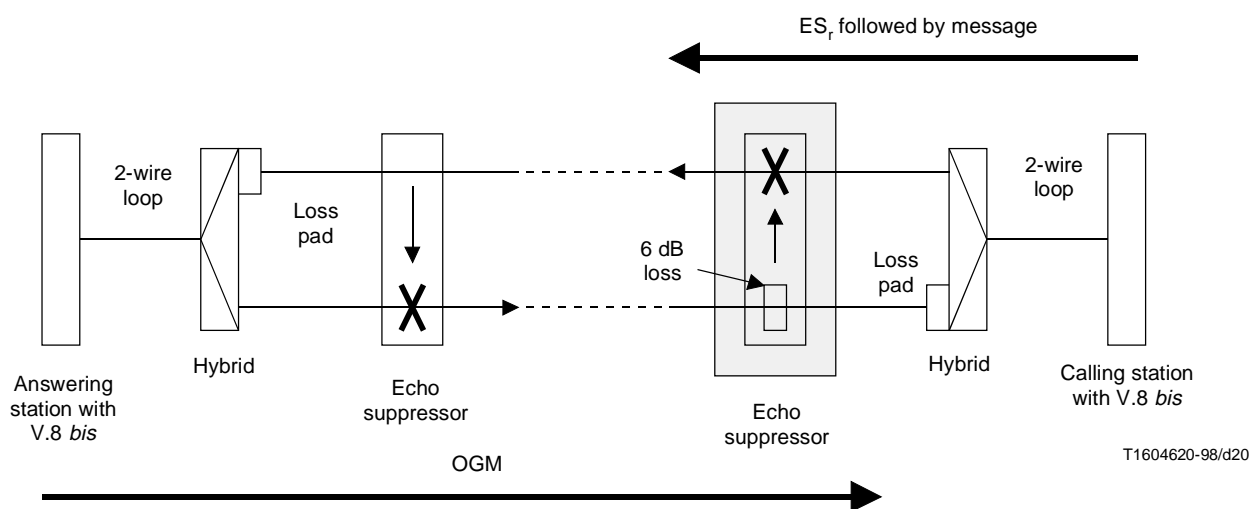 ESr followed by message
2-wire
loop
Loss
pad
6 dB
loss
Loss
pad
2-wire
loop
Hybrid
Hybrid
Answering
station with
V.8 bis
Echo
suppressor
Echo
suppressor
Calling station
with V.8 bis
T1604620-98/d20
OGM